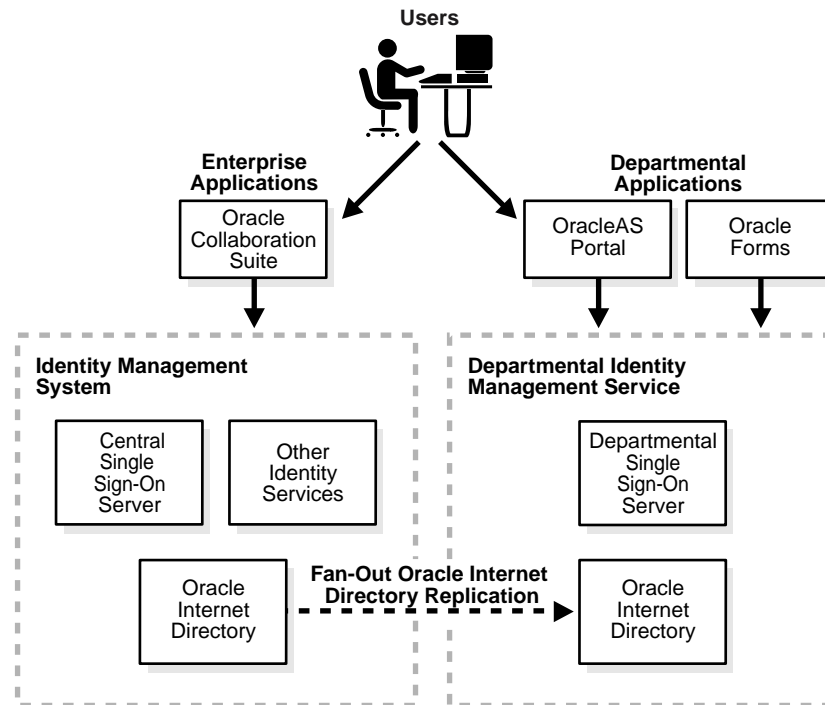 Users
Enterprise
Applications
Departmental
Applications
Oracle
Collaboration
Suite
OracleAS
Portal
Oracle
Forms
Identity Management
System
Central
Single
Sign-On
Server
Other
Identity
Services
Oracle
Internet
Directory
Fan-Out Oracle Internet
Directory Replication
Departmental Identity
Management Service
Departmental
Single
Sign-On
Server
Oracle
Internet
Directory